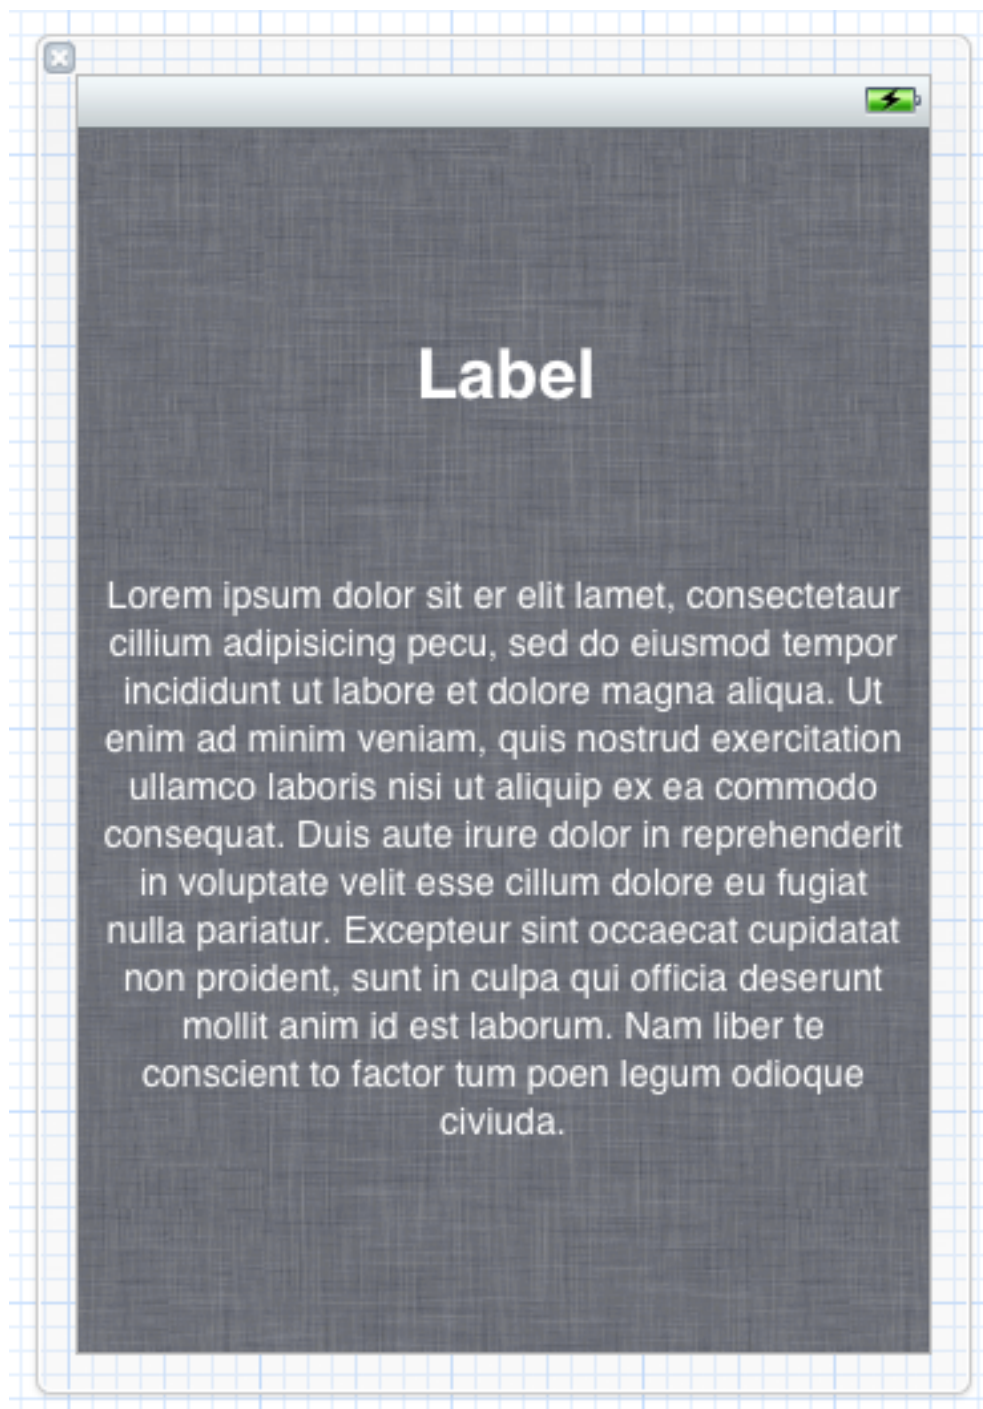 Label
Lorem ipsum dolor sit er elit lamet, consectetaur
cillium adipisicing pecu, sed do eiusmod tempor
incididunt ut labore et dolore magna aliqua. Ut
enim ad minim veniam, quis nostrud exercitation
ullamco laboris nisi ut aliquip ex ea commodo
consequat. Duis aute irure dolor in reprehenderit
in voluptate velit esse cillum dolore eu fugiat
nulla pariatur. Excepteur sint occaecat cupidatat
non proident, sunt in culpa qui officia deserunt
mollit anim id est laborum. Nam liber te
conscient to factor tum poen legum odioque
civiuda.